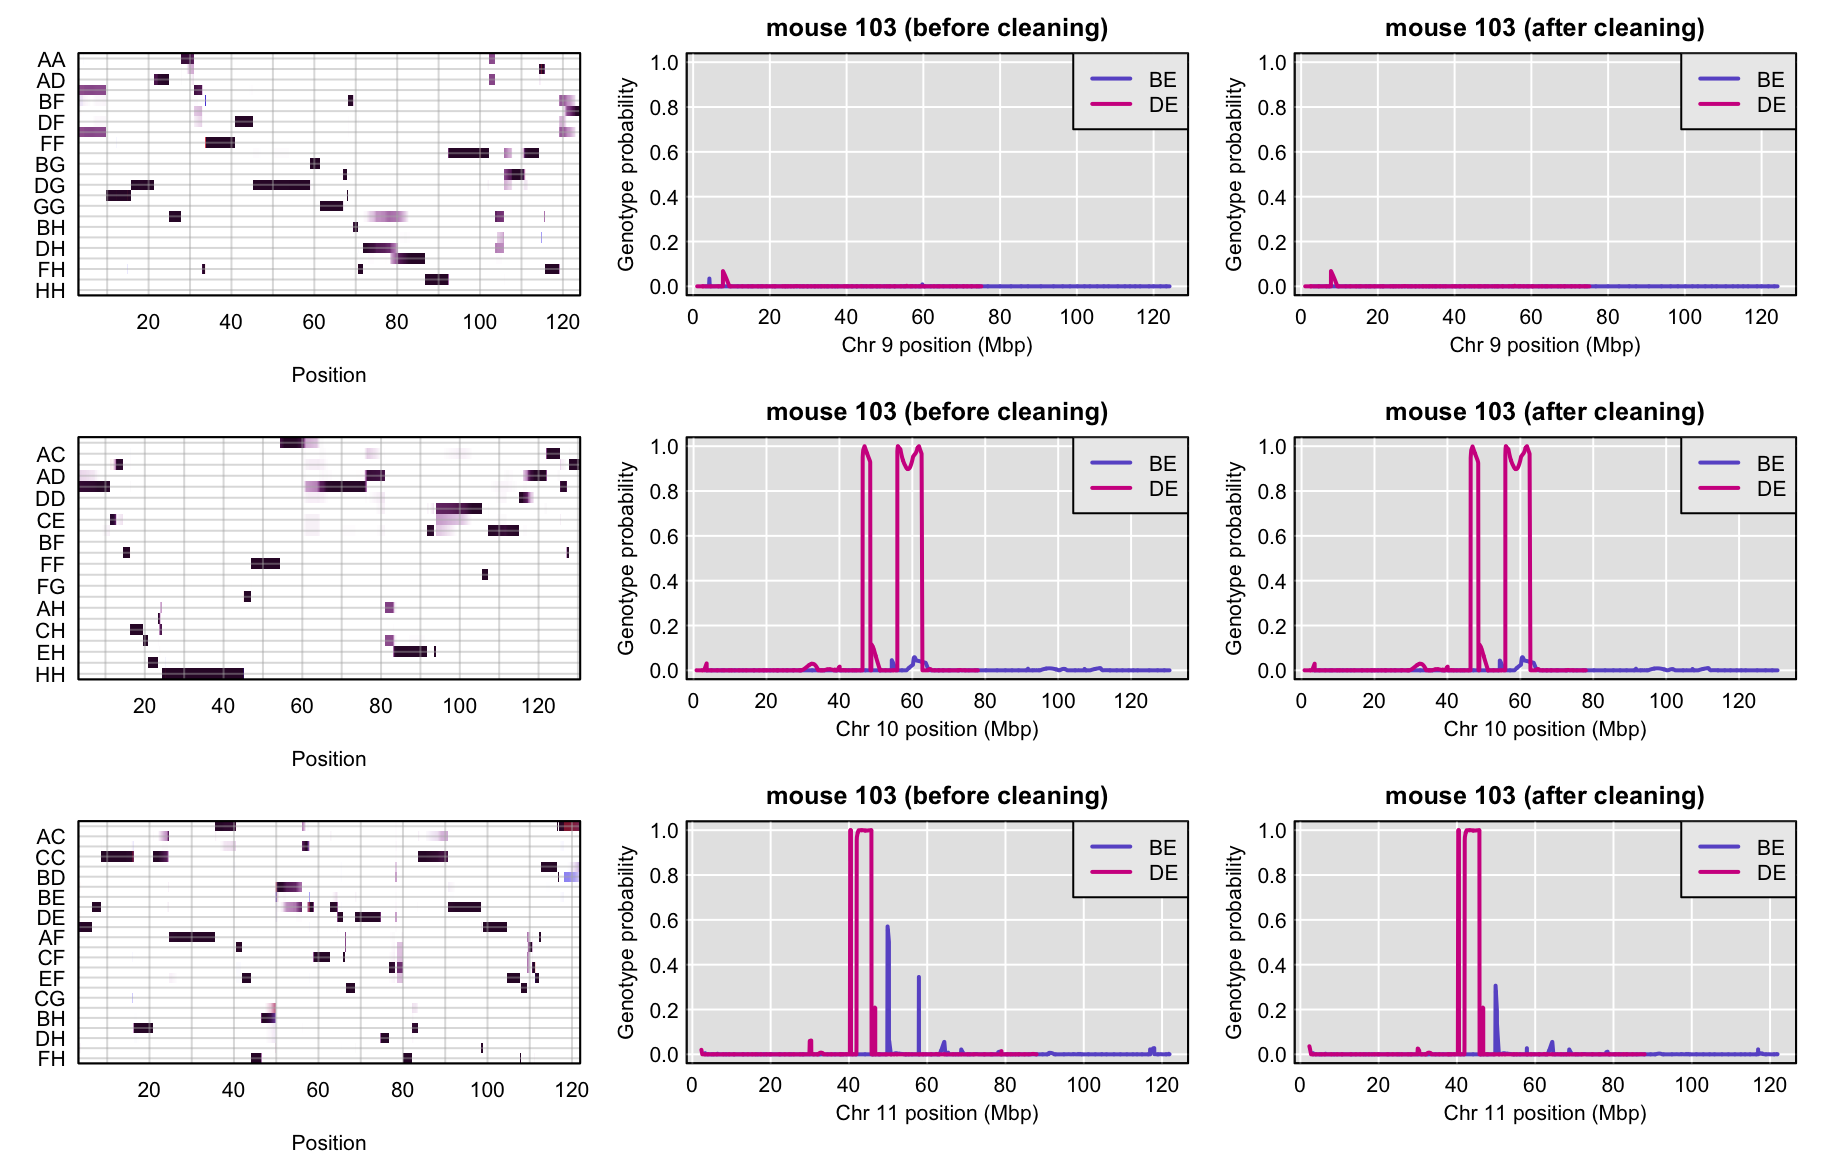 mouse 103 (before cleaning)
mouse 103 (after cleaning)
AA
AD
BF
DF
FF
BG
DG
GG
BH
DH
FH
HH
20 40 60 80 100 120
Position
Genotype probability
1.0
0.8
0.6
0.4
0.2
0.0
BE
DE
0 20 40 60 80 100 120
Chr 9 position (Mbp)
Genotype probability
1.0
0.8
0.6
0.4
0.2
0.0
BE
DE
0 20 40 60 80 100 120
Chr 9 position (Mbp)
mouse 103 (before cleaning)
mouse 103 (after cleaning)
AC
AD
DD
CE
BF
FF
FG
AH
CH
EH
HH
20 40 60 80 100 120
Position
Genotype probability
1.0
0.8
0.6
0.4
0.2
0.0
BE
DE
0 20 40 60 80 100 120
Chr 10 position (Mbp)
Genotype probability
1.0
0.8
0.6
0.4
0.2
0.0
BE
DE
0 20 40 60 80 100 120
Chr 10 position (Mbp)
mouse 103 (before cleaning)
mouse 103 (after cleaning)
AC
CC
BD
BE
DE
AF
CF
EF
CG
BH
DH
FH
20 40 60 80 100 120
Position
Genotype probability
1.0
0.8
0.6
0.4
0.2
0.0
BE
DE
0 20 40 60 80 100 120
Chr 11 position (Mbp)
Genotype probability
1.0
0.8
0.6
0.4
0.2
0.0
BE
DE
0 20 40 60 80 100 120
Chr 11 position (Mbp)